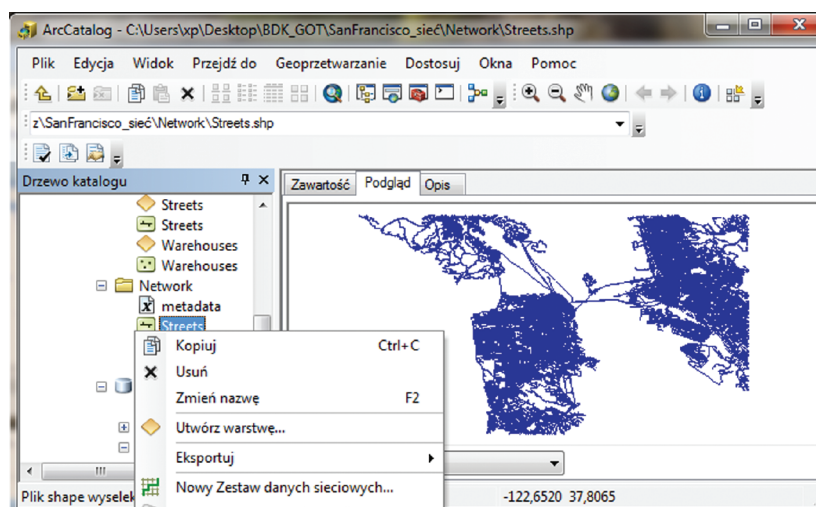 ArcCatalog - C:\Users\xp\Desktop\BDK_GOT\SanFrancisco_sieć\Network\Streets.shp
Plik Edycja Widok Przejdź do Geoprzetwarzanie Dostosuj Okna Pomoc
z\SanFrancisco_sieć\Network\Streets.shp
Drzewo katalogu
Zawartość Podgląd Opis
Streets
Streets
Warehouses
Warehouses
Network
metadata
Streets
Kopiuj Ctrl+C
Usuń
Zmień nazwę F2
Utwórz warstwę...
Eksportuj
Nowy Zestaw danych sieciowych...
Plik shape wyselek
-122,6520 37,8065